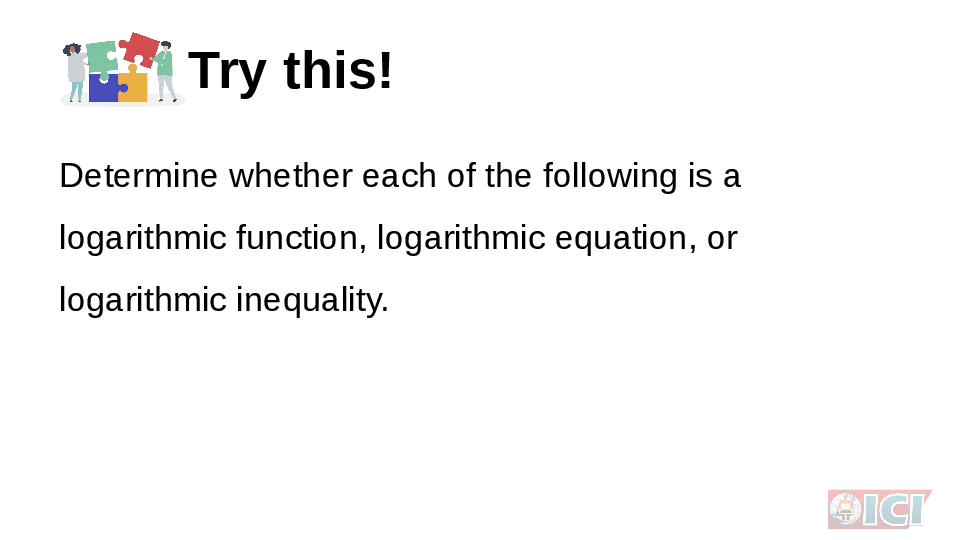 Try this!
Determine whether each of the following is a
logarithmic function, logarithmic equation, or
logarithmic inequality.
ICI